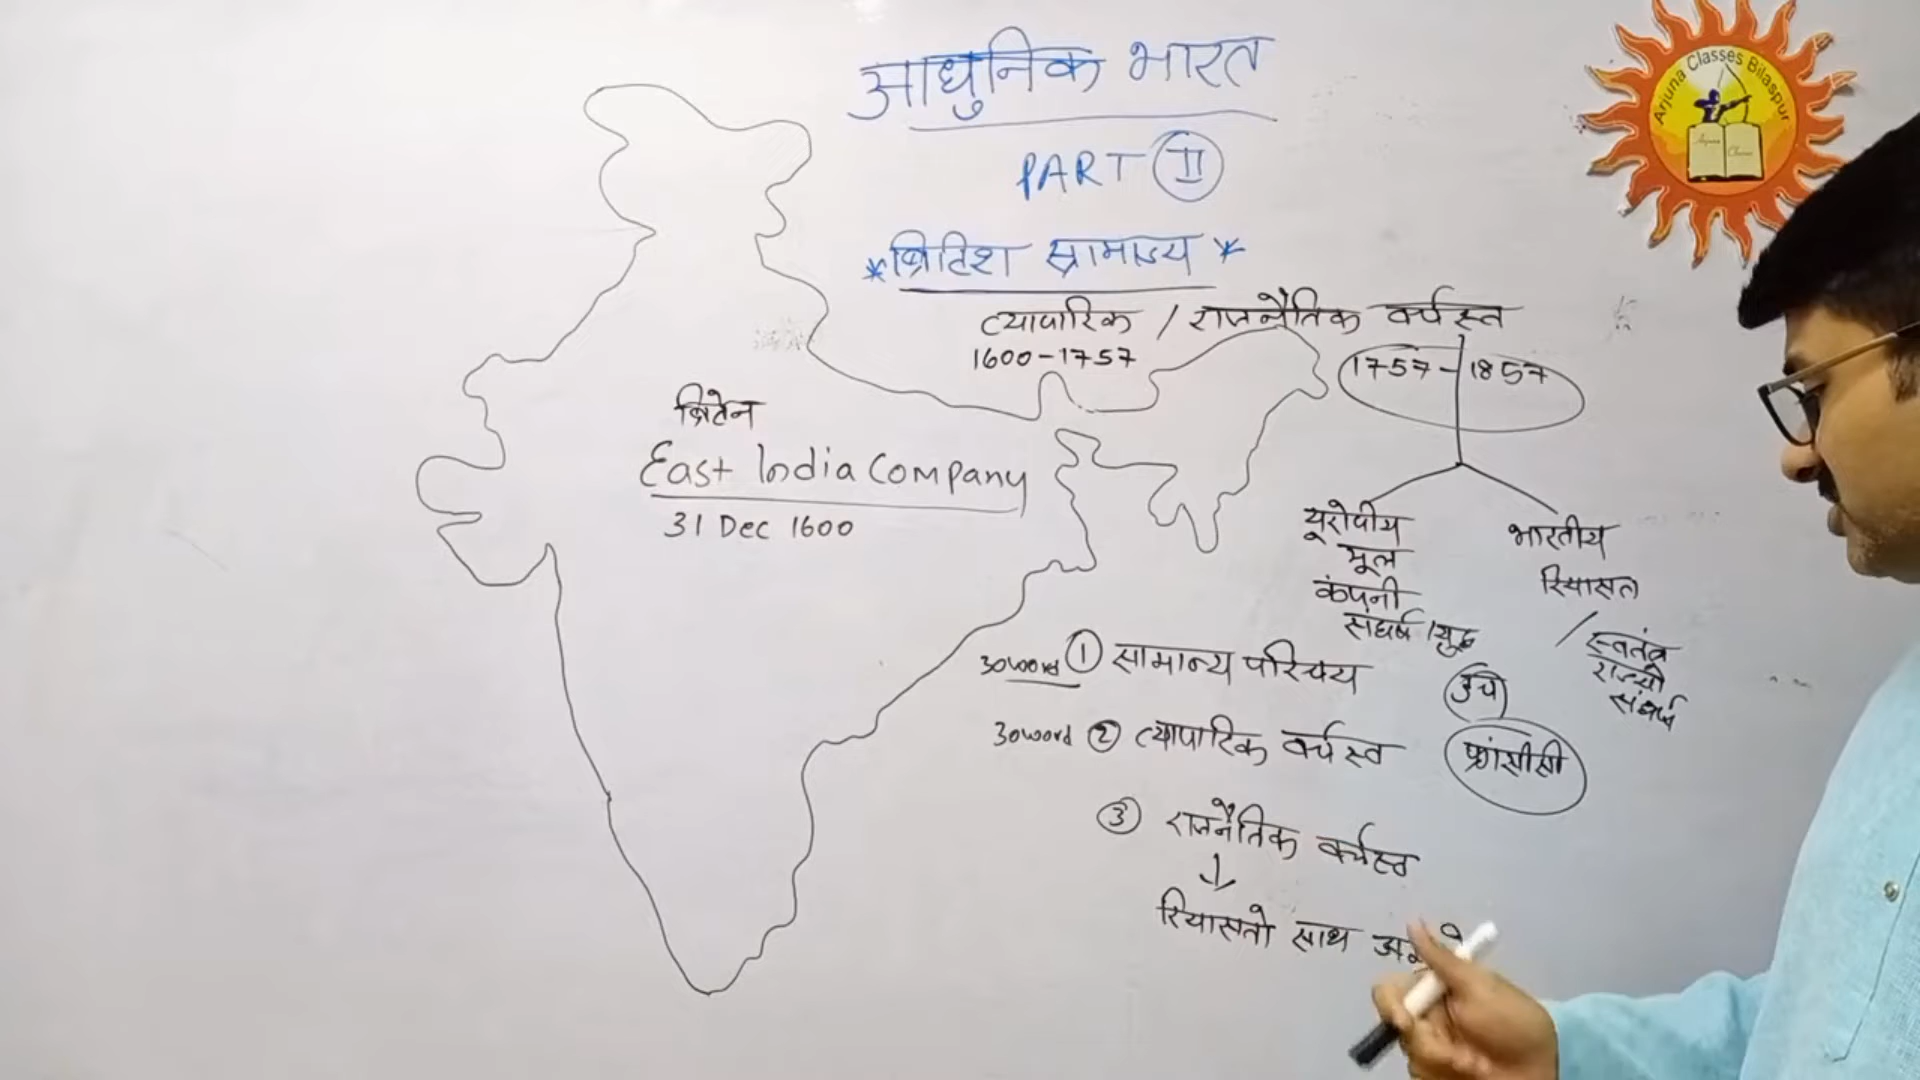 आधुनिक भारत
PART II
*ब्रिटिश साम्राज्य*
व्यापारिक / राजनैतिक वर्चस्व
1600-1757
1757-1857
ब्रिटेन
East India Company
31 Dec 1600
यूरोपीय
मूल
कंपनी
संघर्ष/युद्ध
भारतीय
रियासत
/ स्वतंत्र
राज्यों
संघर्ष
30word ① सामान्य परिचय
डच
30word ② व्यापारिक वर्चस्व
फ्रांसीसी
③ राजनैतिक वर्चस्व
↓
रियासतो साथ
Arjuna Classes Bilaspur
Arjuna Classes